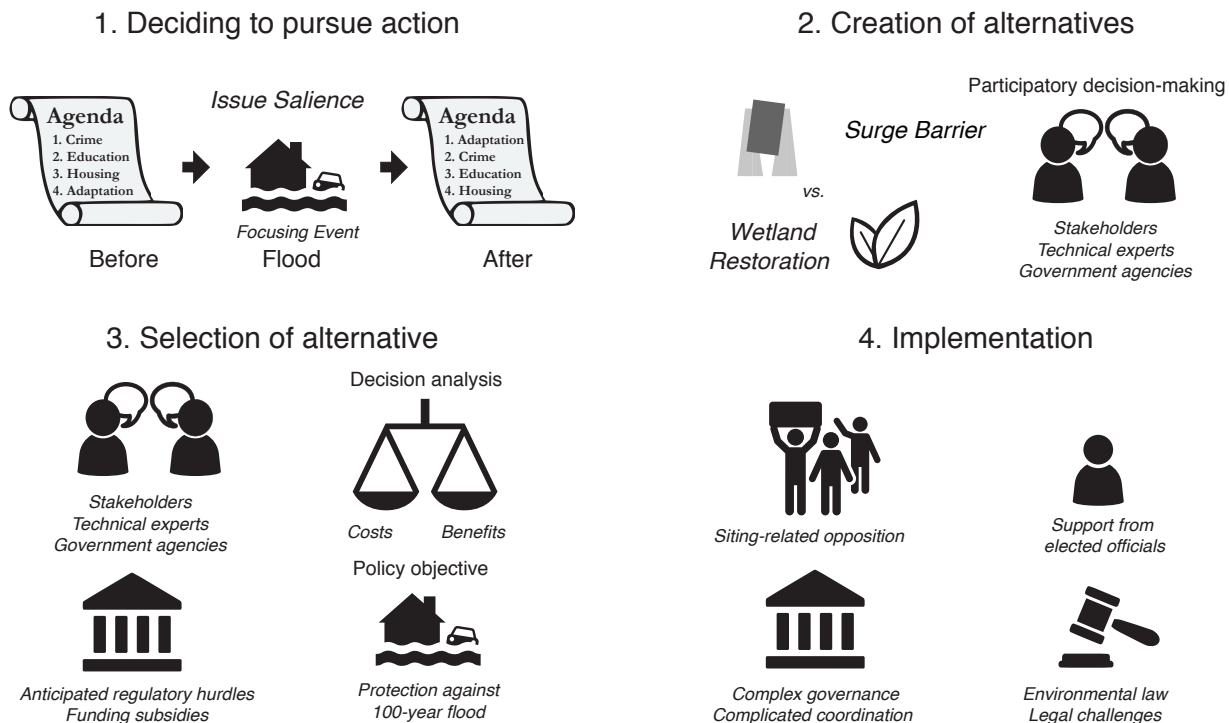 1. Deciding to pursue action
Issue Salience
Agenda
1. Crime
2. Education
3. Housing
4. Adaptation
Before
Focusing Event
Flood
Agenda
1. Adaptation
2. Crime
3. Education
4. Housing
After
2. Creation of alternatives
Surge Barrier
vs.
Wetland
Restoration
Participatory decision-making
Stakeholders
Technical experts
Government agencies
3. Selection of alternative
Stakeholders
Technical experts
Government agencies
Decision analysis
Costs
Benefits
Anticipated regulatory hurdles
Funding subsidies
Policy objective
Protection against
100-year flood
4. Implementation
Siting-related opposition
Support from
elected officials
Complex governance
Complicated coordination
Environmental law
Legal challenges